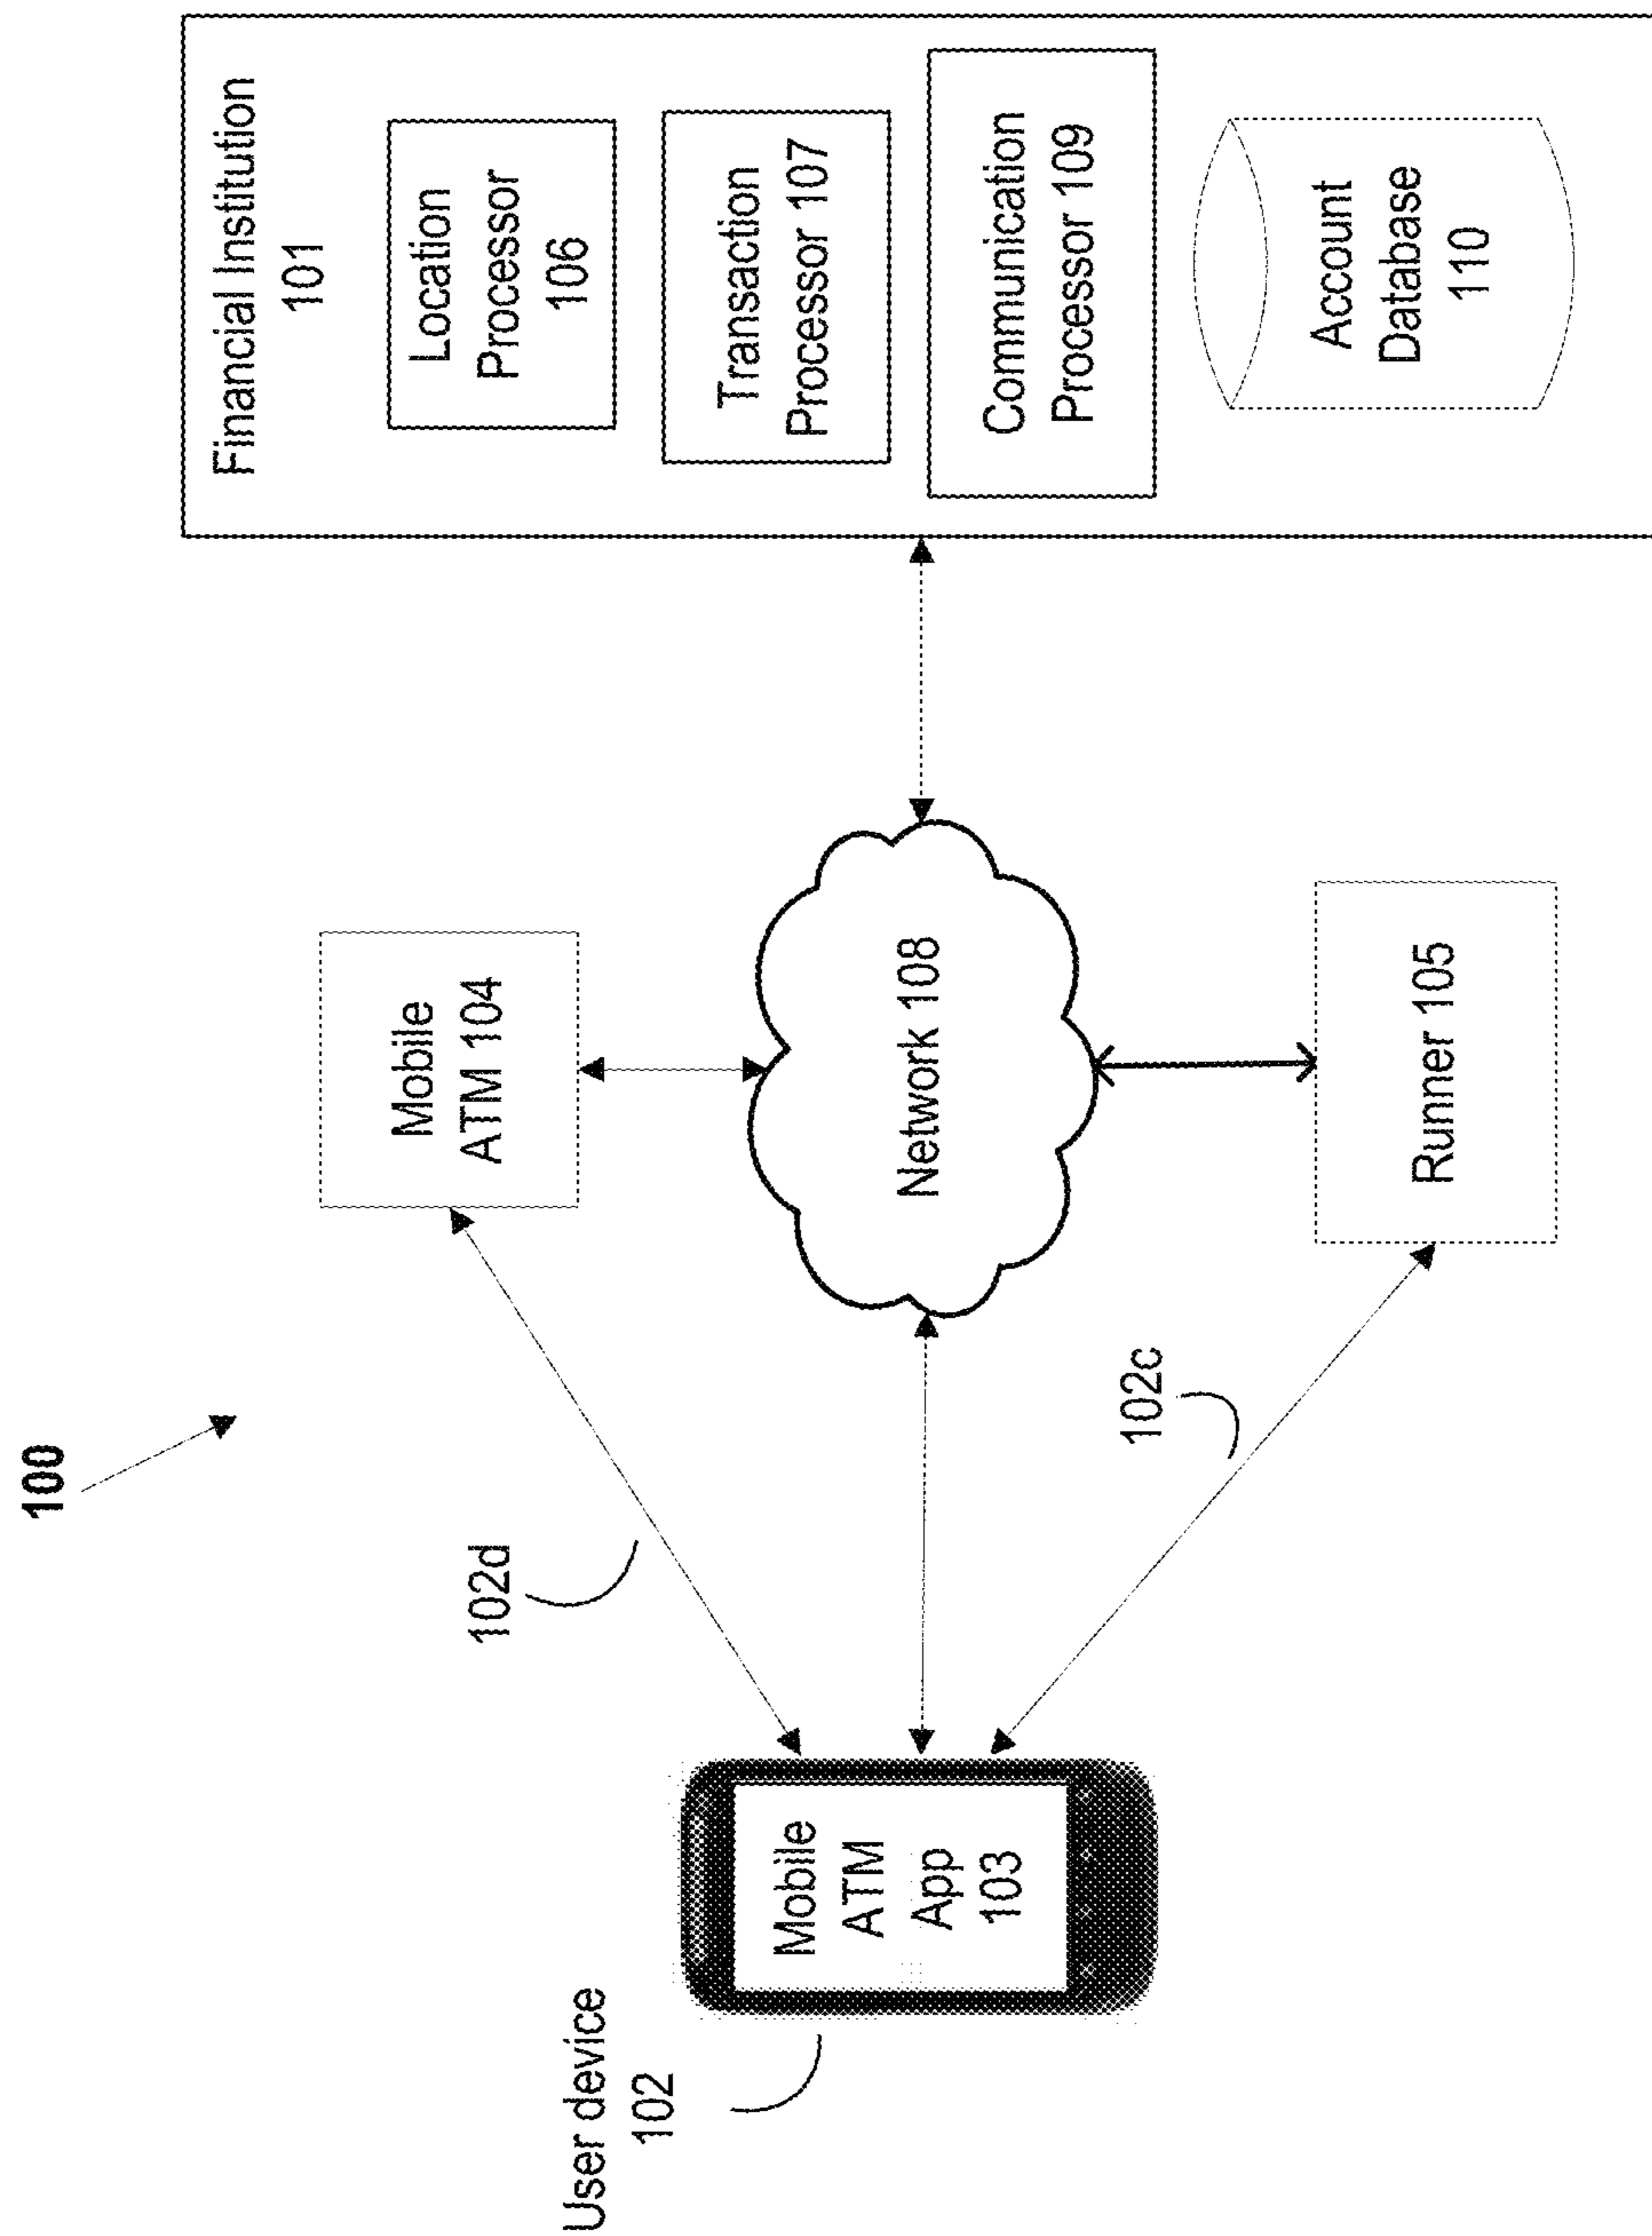 100
User device
102
Mobile
ATM
App
103
102d
102c
Mobile
ATM 104
Network 108
Runner 105
Financial Institution
101
Location
Processor
106
Transaction
Processor 107
Communication
Processor 109
Account
Database
110